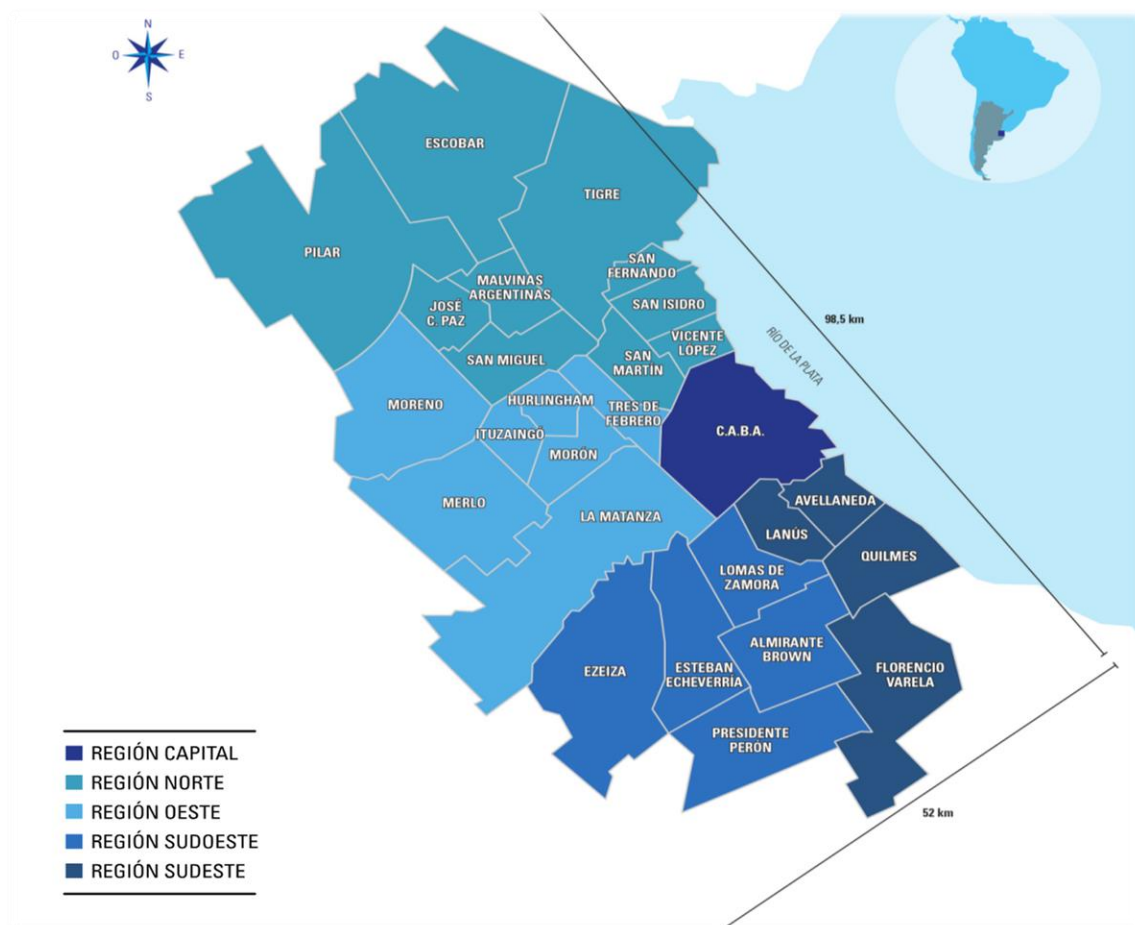 N
O
E
S
ESCOBAR
TIGRE
PILAR
SAN
FERNANDO
MALVINAS
ARGENTINAS
JOSÉ
C. PAZ
SAN ISIDRO
98,5 km
RÍO DE LA PLATA
VICENTE
LÓPEZ
SAN MIGUEL
SAN
MARTÍN
MORENO
HURLINGHAM
TRES DE
FEBRERO
C.A.B.A.
ITUZAINGÓ
MORÓN
MERLO
LA MATANZA
AVELLANEDA
LANÚS
QUILMES
LOMAS DE
ZAMORA
ALMIRANTE
BROWN
EZEIZA
ESTEBAN
ECHEVERRÍA
FLORENCIO
VARELA
PRESIDENTE
PERÓN
52 km
REGIÓN CAPITAL
REGIÓN NORTE
REGIÓN OESTE
REGIÓN SUDOESTE
REGIÓN SUDESTE